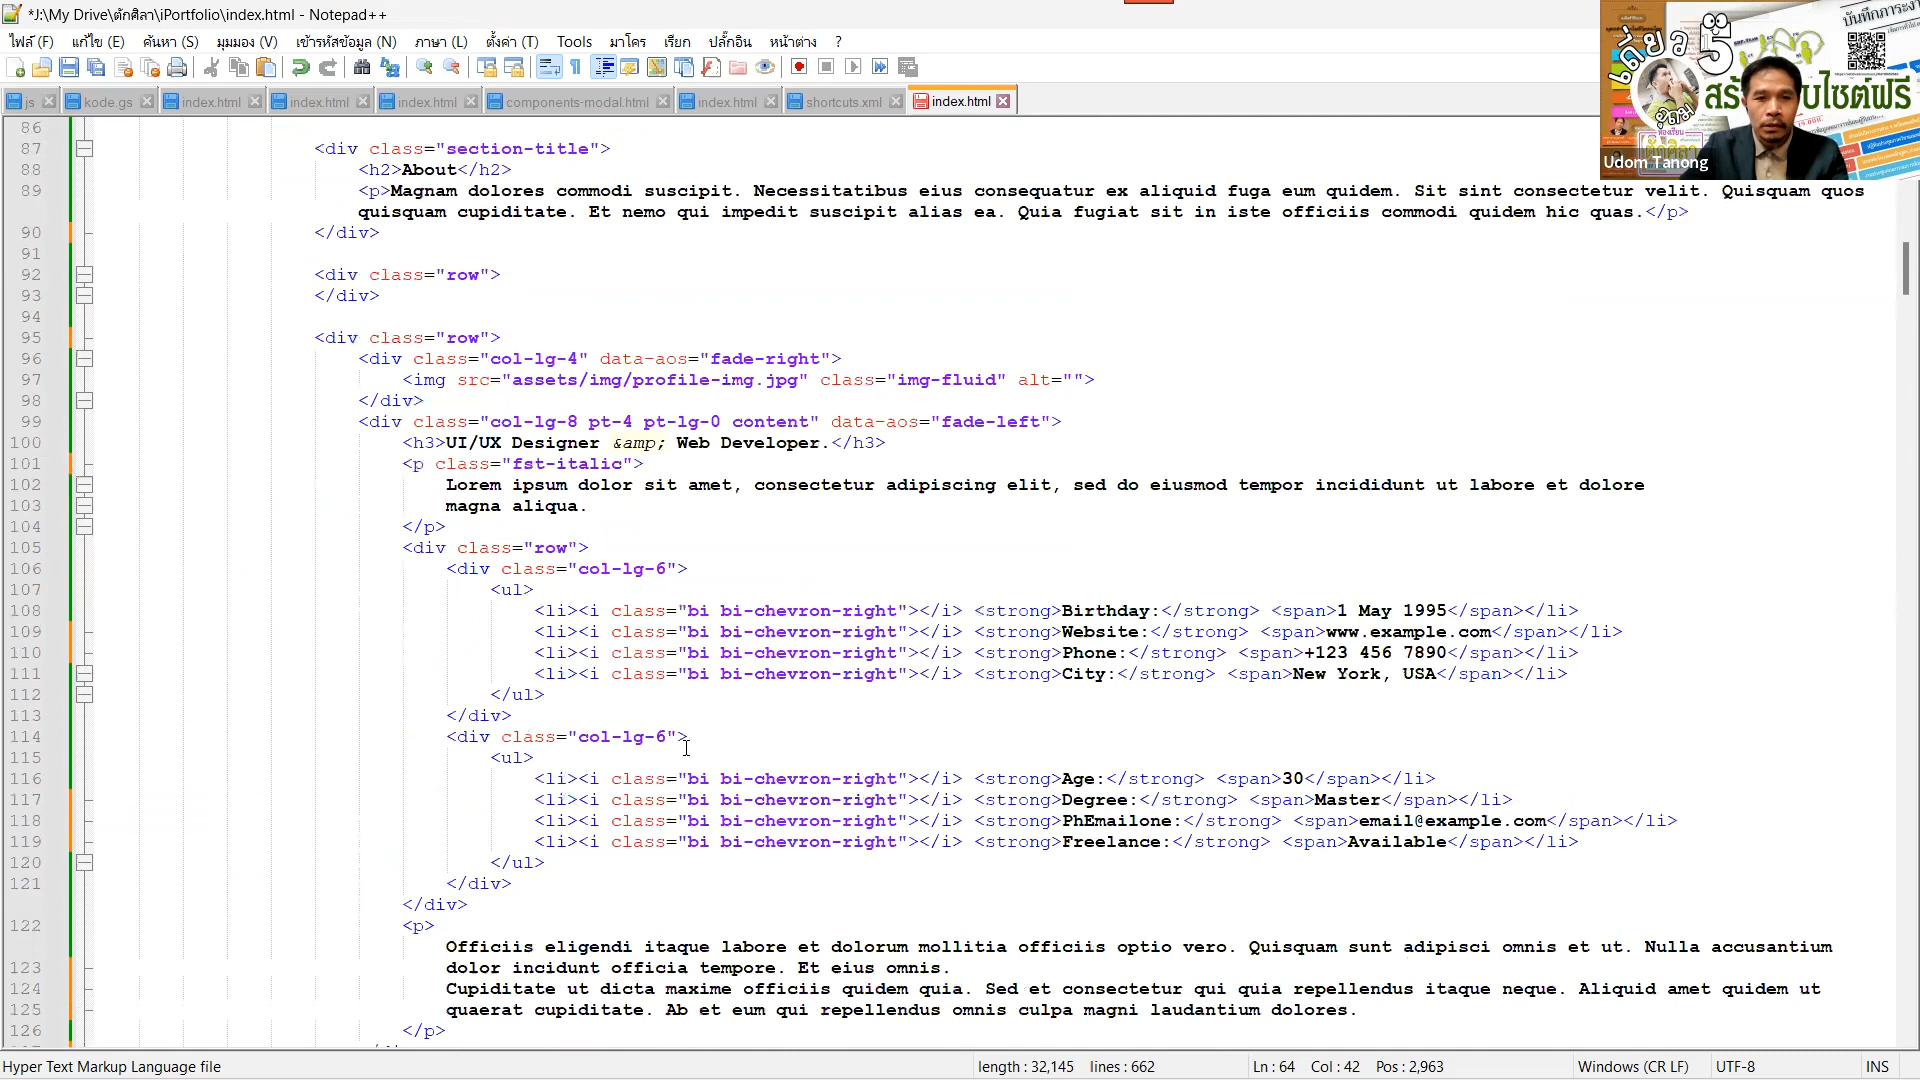 *J:\My Drive\ตักศิลา\iPortfolio\index.html - Notepad++
ไฟล์ (F) แก้ไข (E) ค้นหา (S) มุมมอง (V) เข้ารหัสข้อมูล (N) ภาษา (L) ตั้งค่า (T) Tools มาโคร เรียก ปลั๊กอิน หน้าต่าง ?
js kode.gs index.html index.html index.html components-modal.html index.html shortcuts.xml index.html
Udom Tanong
86
87 <div class="section-title">
88 <h2>About</h2>
89 <p>Magnam dolores commodi suscipit. Necessitatibus eius consequatur ex aliquid fuga eum quidem. Sit sint consectetur velit. Quisquam quos
quisquam cupiditate. Et nemo qui impedit suscipit alias ea. Quia fugiat sit in iste officiis commodi quidem hic quas.</p>
90 </div>
91
92 <div class="row">
93 </div>
94
95 <div class="row">
96 <div class="col-lg-4" data-aos="fade-right">
97 <img src="assets/img/profile-img.jpg" class="img-fluid" alt="">
98 </div>
99 <div class="col-lg-8 pt-4 pt-lg-0 content" data-aos="fade-left">
100 <h3>UI/UX Designer &amp; Web Developer.</h3>
101 <p class="fst-italic">
102 Lorem ipsum dolor sit amet, consectetur adipiscing elit, sed do eiusmod tempor incididunt ut labore et dolore
103 magna aliqua.
104 </p>
105 <div class="row">
106 <div class="col-lg-6">
107 <ul>
108 <li><i class="bi bi-chevron-right"></i> <strong>Birthday:</strong> <span>1 May 1995</span></li>
109 <li><i class="bi bi-chevron-right"></i> <strong>Website:</strong> <span>www.example.com</span></li>
110 <li><i class="bi bi-chevron-right"></i> <strong>Phone:</strong> <span>+123 456 7890</span></li>
111 <li><i class="bi bi-chevron-right"></i> <strong>City:</strong> <span>New York, USA</span></li>
112 </ul>
113 </div>
114 <div class="col-lg-6">
115 <ul>
116 <li><i class="bi bi-chevron-right"></i> <strong>Age:</strong> <span>30</span></li>
117 <li><i class="bi bi-chevron-right"></i> <strong>Degree:</strong> <span>Master</span></li>
118 <li><i class="bi bi-chevron-right"></i> <strong>PhEmailone:</strong> <span>email@example.com</span></li>
119 <li><i class="bi bi-chevron-right"></i> <strong>Freelance:</strong> <span>Available</span></li>
120 </ul>
121 </div>
</div>
122 <p>
Officiis eligendi itaque labore et dolorum mollitia officiis optio vero. Quisquam sunt adipisci omnis et ut. Nulla accusantium
123 dolor incidunt officia tempore. Et eius omnis.
124 Cupiditate ut dicta maxime officiis quidem quia. Sed et consectetur qui quia repellendus itaque neque. Aliquid amet quidem ut
125 quaerat cupiditate. Ab et eum qui repellendus omnis culpa magni laudantium dolores.
126 </p>
Hyper Text Markup Language file length : 32,145 lines : 662 Ln : 64 Col : 42 Pos : 2,963 Windows (CR LF) UTF-8 INS